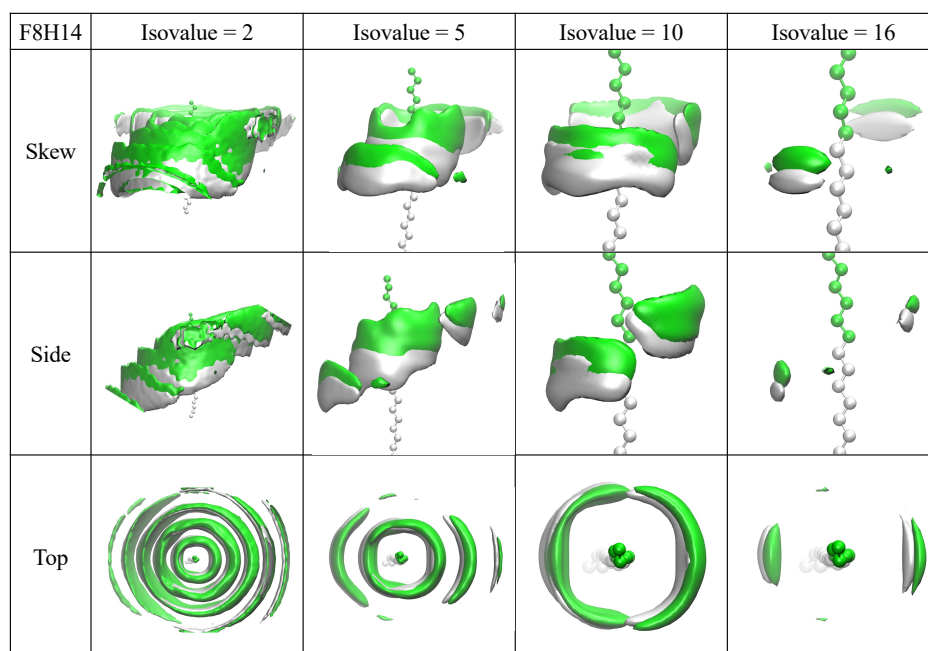 F8H14 Isovalue = 2 Isovalue = 5 Isovalue = 10 Isovalue = 16
Skew
Side
Top